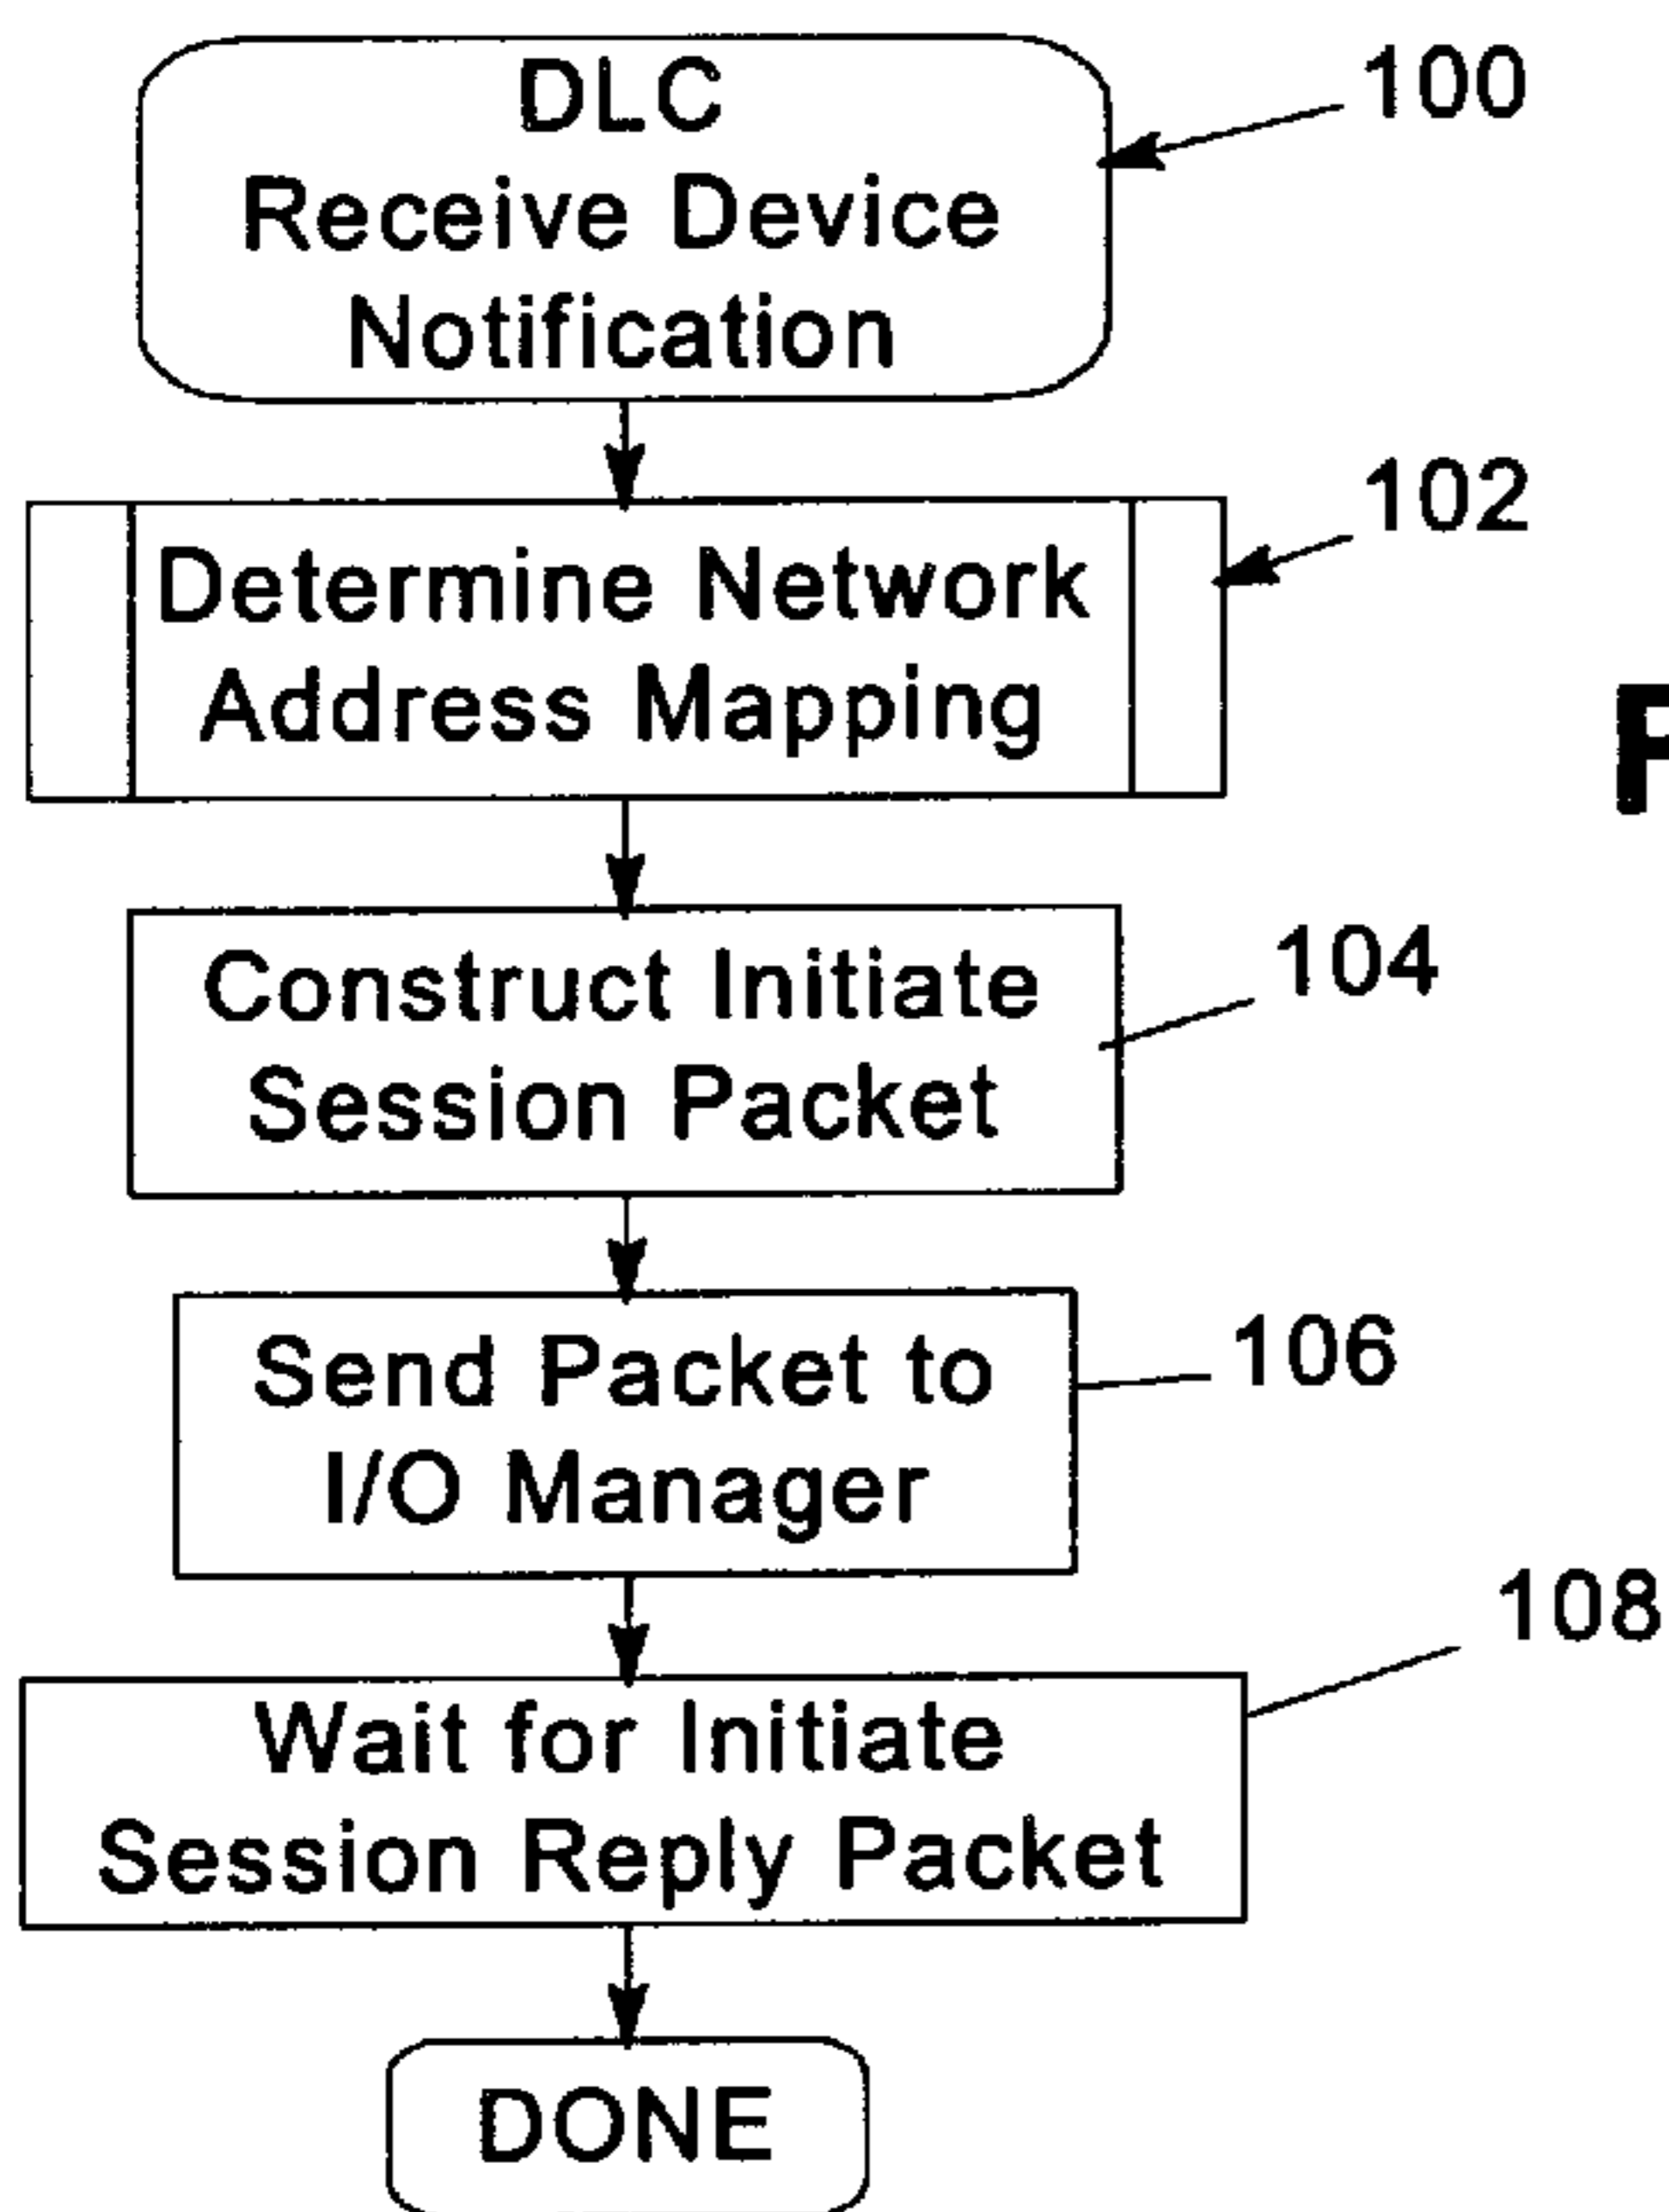 DLC
Receive Device
Notification
100
Determine Network
Address Mapping
102
Construct Initiate
Session Packet
104
Send Packet to
I/O Manager
106
Wait for Initiate
Session Reply Packet
108
DONE